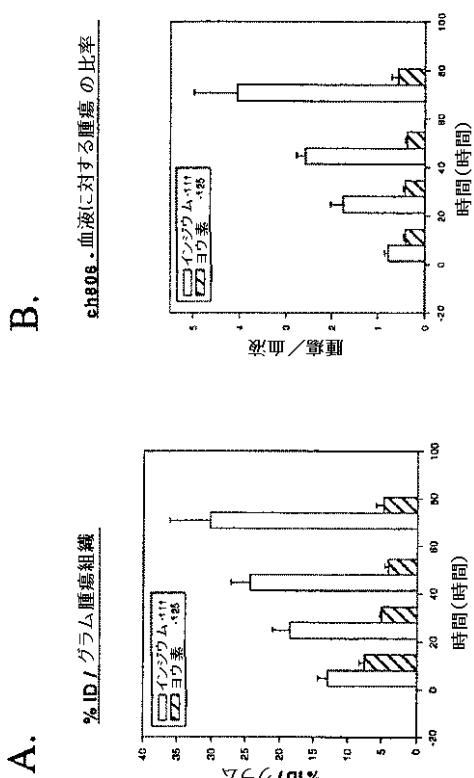 A.
% ID / グラム腫瘍組織
インジウム-111
ヨウ素 -125
40
35
30
25
20
15
10
5
0
% ID / グラム
-20 0 20 40 60 80 100
時間(時間)
B.
ch806・血液に対する腫瘍の比率
インジウム-111
ヨウ素 -125
5
4
3
2
1
0
腫瘍/血液
-20 0 20 40 60 80 100
時間(時間)